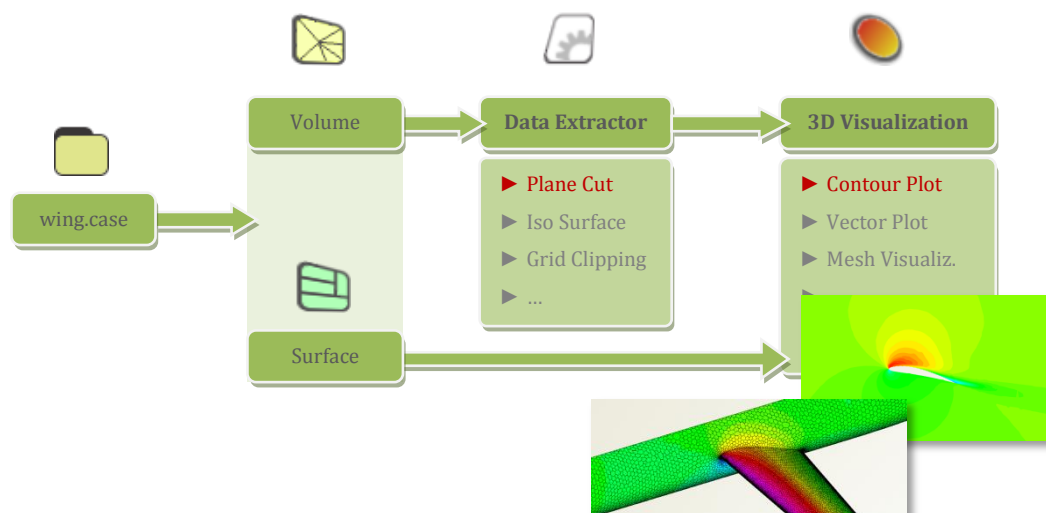 Volume
Data Extractor
3D Visualization
► Plane Cut
► Contour Plot
wing.case
► Iso Surface
► Vector Plot
► Grid Clipping
► Mesh Visualiz.
► ...
►
Surface